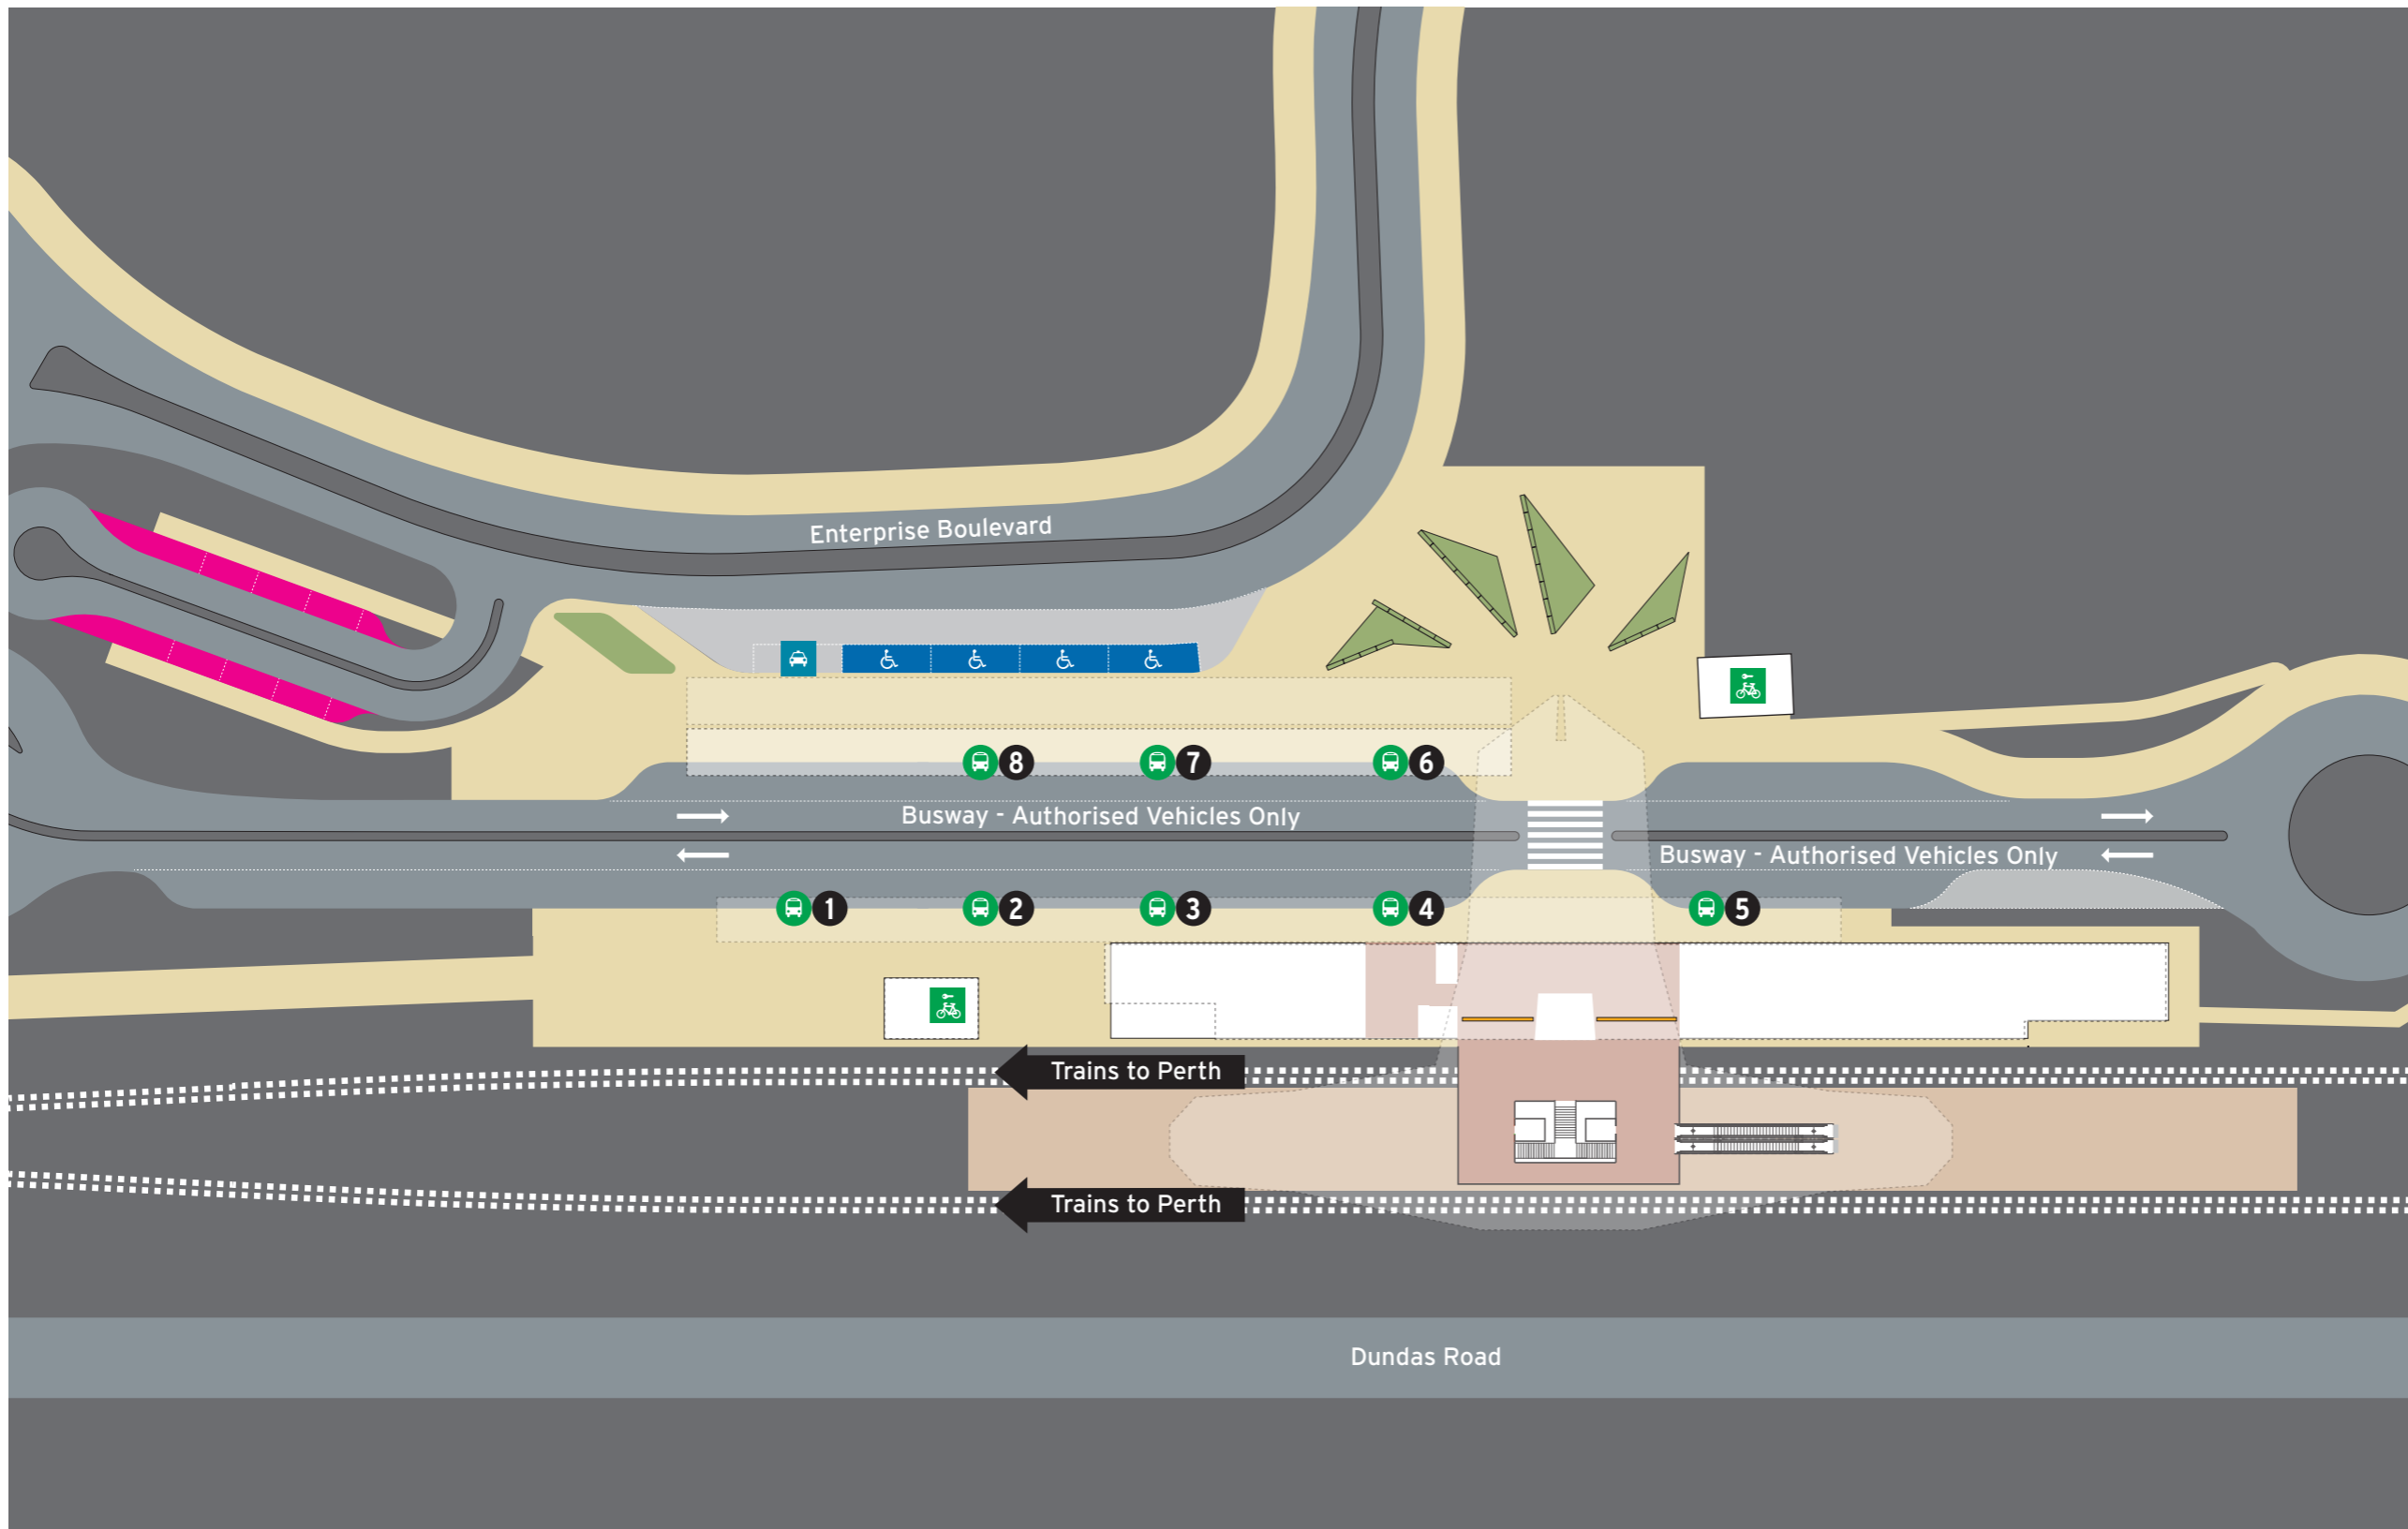 Enterprise Boulevard
8
7
6
Busway - Authorised Vehicles Only
Busway - Authorised Vehicles Only
1
2
3
4
5
Trains to Perth
Trains to Perth
Dundas Road